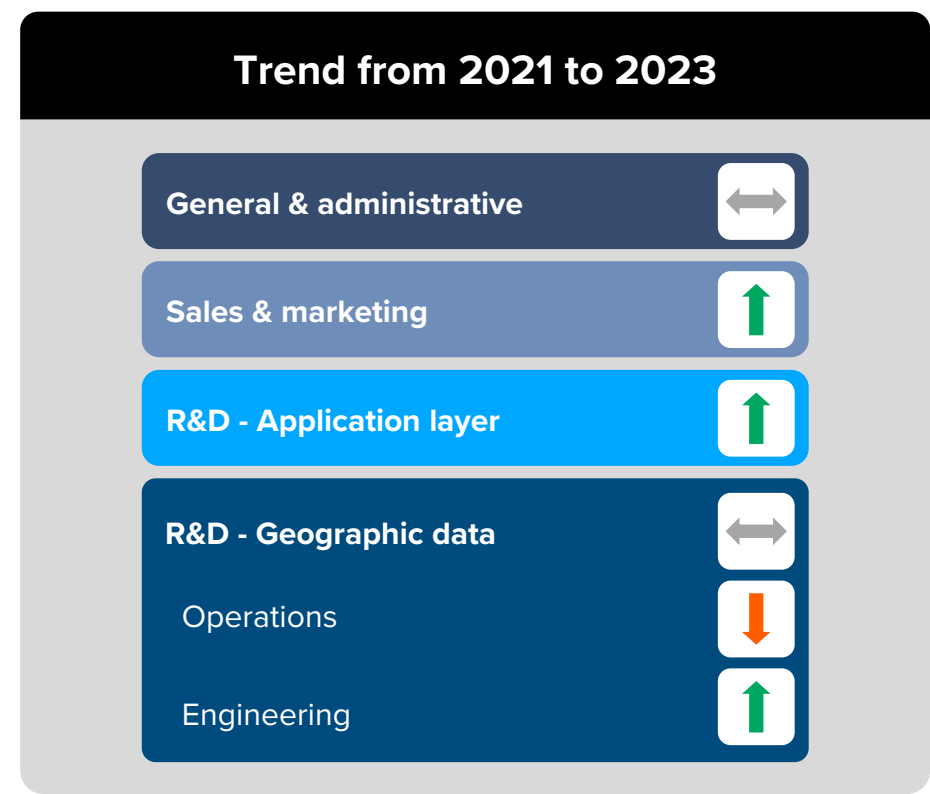 Trend from 2021 to 2023
General & administrative
Sales & marketing
R&D - Application layer
R&D - Geographic data
Operations
Engineering